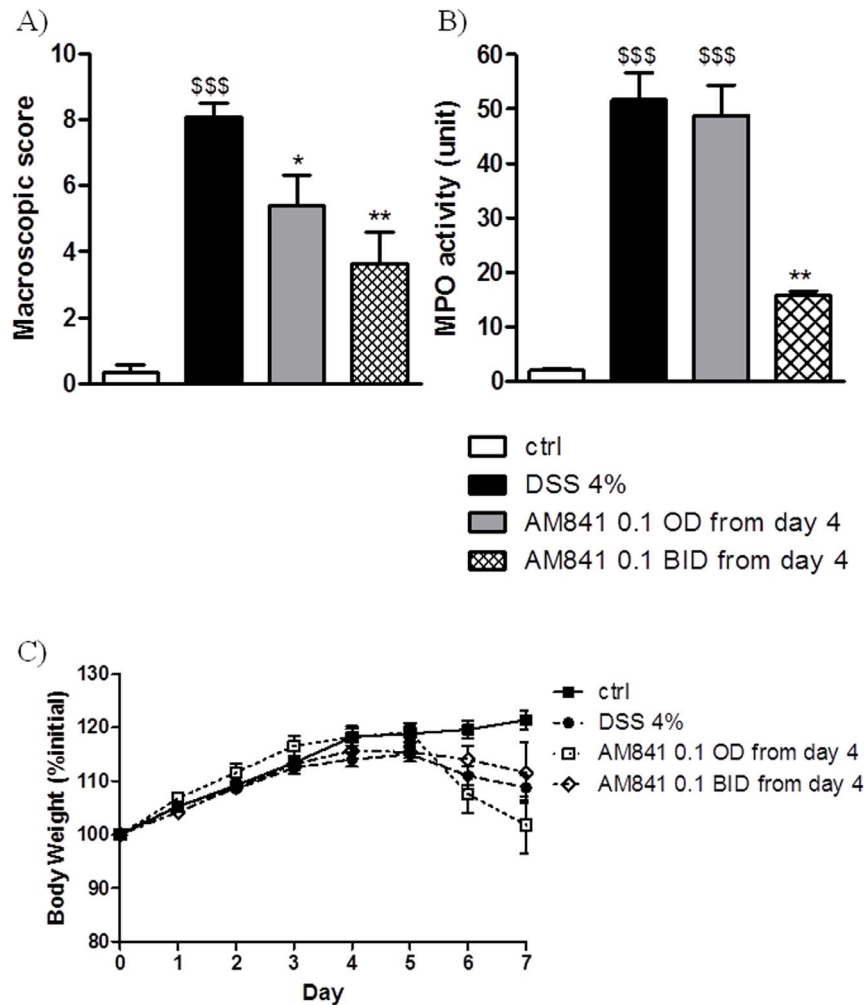 A)
10
8
6
4
2
0
Macroscopic score
$$$
*
**
B)
60
50
40
30
20
10
0
MPO activity (unit)
$$$
$$$
**
ctrl
DSS 4%
AM841 0.1 OD from day 4
AM841 0.1 BID from day 4
C)
130
120
110
100
90
80
Body Weight (%initial)
0 1 2 3 4 5 6 7
Day
ctrl
DSS 4%
AM841 0.1 OD from day 4
AM841 0.1 BID from day 4